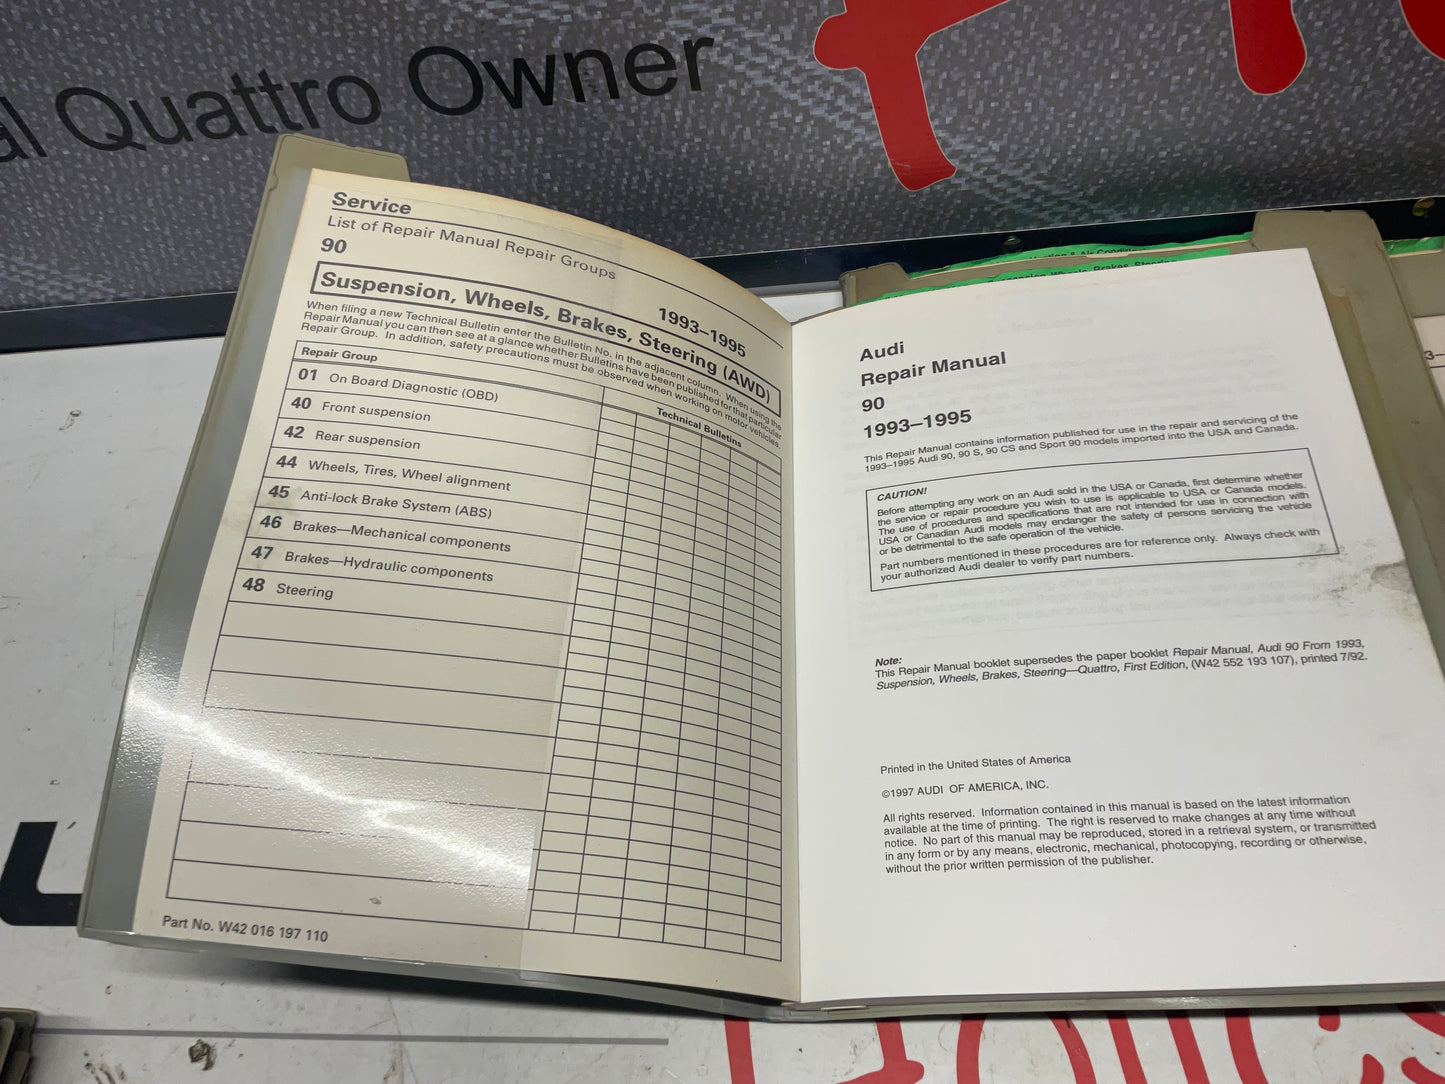 Quattro Owner
Service
List of Repair Manual Repair Groups
90
1993–1995
Suspension, Wheels, Brakes, Steering (AWD)
When filing a new Technical Bulletin enter the Bulletin No. in the adjacent column. When using the
Repair Manual you can then see at a glance whether Bulletins have been published for that particular
Repair Group. In addition, safety precautions must be observed when working on motor vehicles.
Repair Group
Technical Bulletins
01 On Board Diagnostic (OBD)
40 Front suspension
42 Rear suspension
44 Wheels, Tires, Wheel alignment
45 Anti-lock Brake System (ABS)
46 Brakes—Mechanical components
47 Brakes—Hydraulic components
48 Steering
Part No. W42 016 197 110
Audi
Repair Manual
90
1993–1995
This Repair Manual contains information published for use in the repair and servicing of the
1993–1995 Audi 90, 90 S, 90 CS and Sport 90 models imported into the USA and Canada.
CAUTION!
Before attempting any work on an Audi sold in the USA or Canada, first determine whether
the service or repair procedure you wish to use is applicable to USA or Canada models.
The use of procedures and specifications that are not intended for use in connection with
USA or Canadian Audi models may endanger the safety of persons servicing the vehicle
or be detrimental to the safe operation of the vehicle.
Part numbers mentioned in these procedures are for reference only. Always check with
your authorized Audi dealer to verify part numbers.
Note:
This Repair Manual booklet supersedes the paper booklet Repair Manual, Audi 90 From 1993,
Suspension, Wheels, Brakes, Steering—Quattro, First Edition, (W42 552 193 107), printed 7/92.
Printed in the United States of America
©1997 AUDI OF AMERICA, INC.
All rights reserved. Information contained in this manual is based on the latest information
available at the time of printing. The right is reserved to make changes at any time without
notice. No part of this manual may be reproduced, stored in a retrieval system, or transmitted
in any form or by any means, electronic, mechanical, photocopying, recording or otherwise,
without the prior written permission of the publisher.